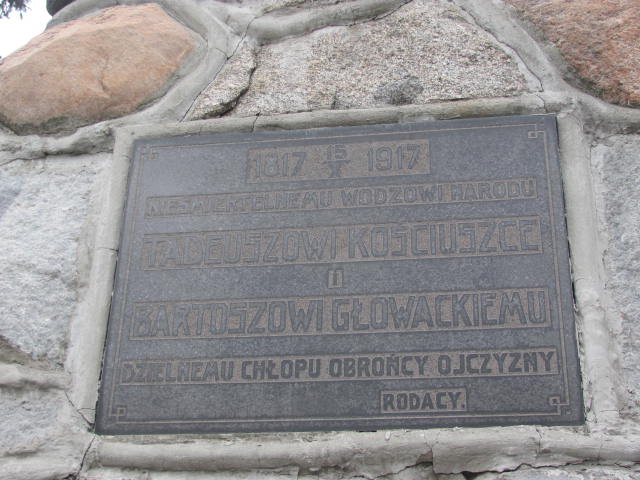 1817 15/X 1917
NIEŚMIERTELNEMU WODZOWI NARODU
TADEUSZOWI KOŚCIUSZCE
I
BARTOSZOWI GŁOWACKIEMU
DZIELNEMU CHŁOPU OBROŃCY OJCZYZNY
RODACY.